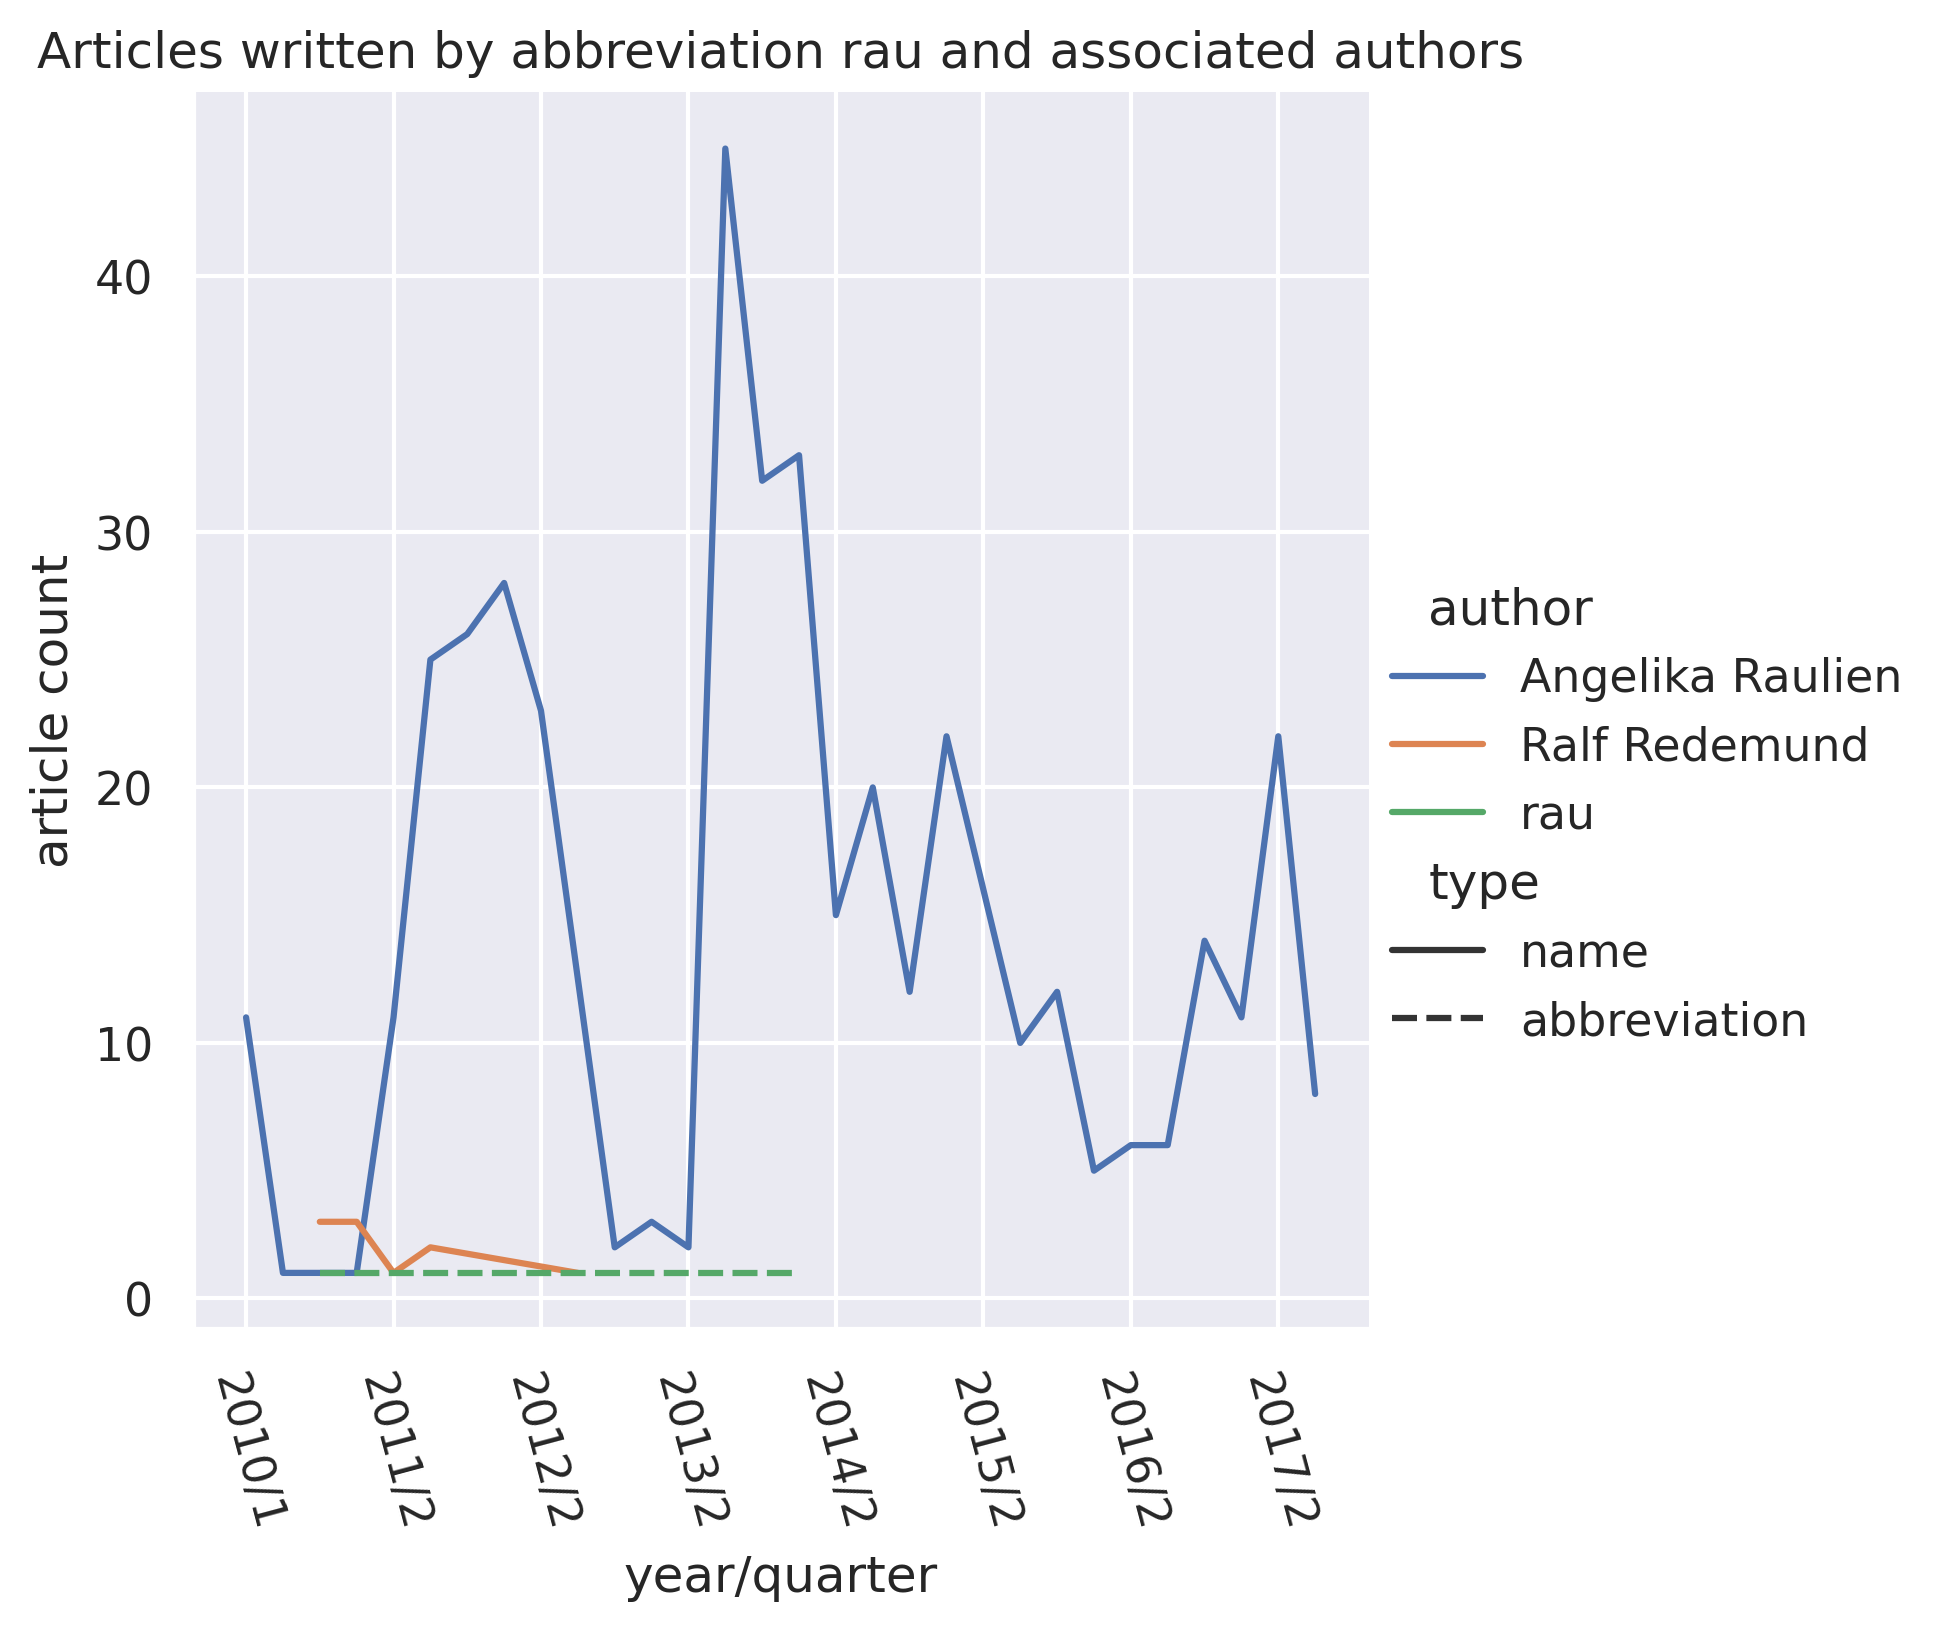 Articles written by abbreviation rau and associated authors
article count
40
30
20
10
0
2010/1
2011/2
2012/2
2013/2
2014/2
2015/2
2016/2
2017/2
year/quarter
author
Angelika Raulien
Ralf Redemund
rau
type
name
abbreviation